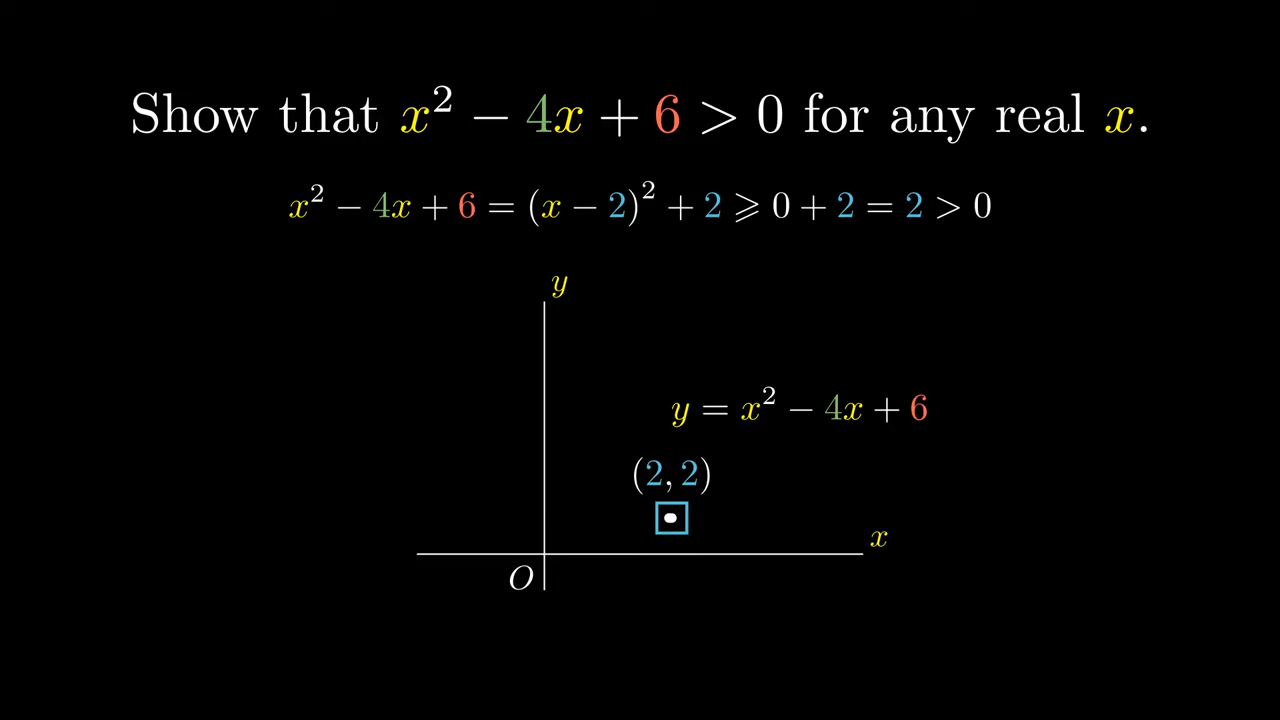 Show that x² − 4x + 6 > 0 for any real x.
x² − 4x + 6 = (x − 2)² + 2 ⩾ 0 + 2 = 2 > 0
y
y = x² − 4x + 6
(2, 2)
x
O